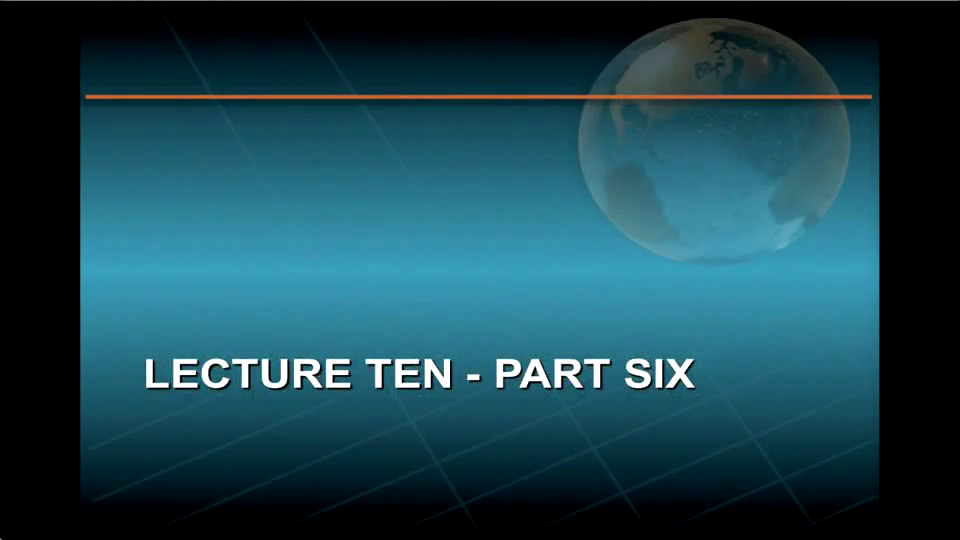 LECTURE TEN - PART SIX